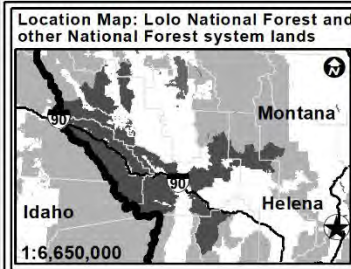 Location Map: Lolo National Forest and
other National Forest system lands
N
Montana
90
90
Idaho
Helena
1:6,650,000